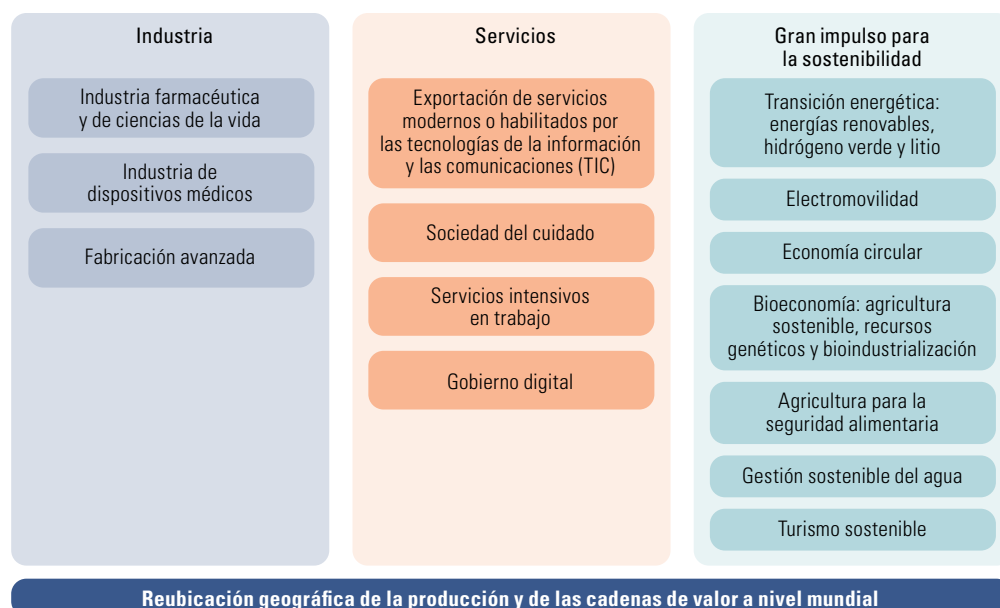 Industria
Industria farmacéutica
y de ciencias de la vida
Industria de
dispositivos médicos
Fabricación avanzada
Servicios
Exportación de servicios
modernos o habilitados por
las tecnologías de la información
y las comunicaciones (TIC)
Sociedad del cuidado
Servicios intensivos
en trabajo
Gobierno digital
Gran impulso para
la sostenibilidad
Transición energética:
energías renovables,
hidrógeno verde y litio
Electromovilidad
Economía circular
Bioeconomía: agricultura
sostenible, recursos
genéticos y bioindustrialización
Agricultura para la
seguridad alimentaria
Gestión sostenible del agua
Turismo sostenible
Reubicación geográfica de la producción y de las cadenas de valor a nivel mundial